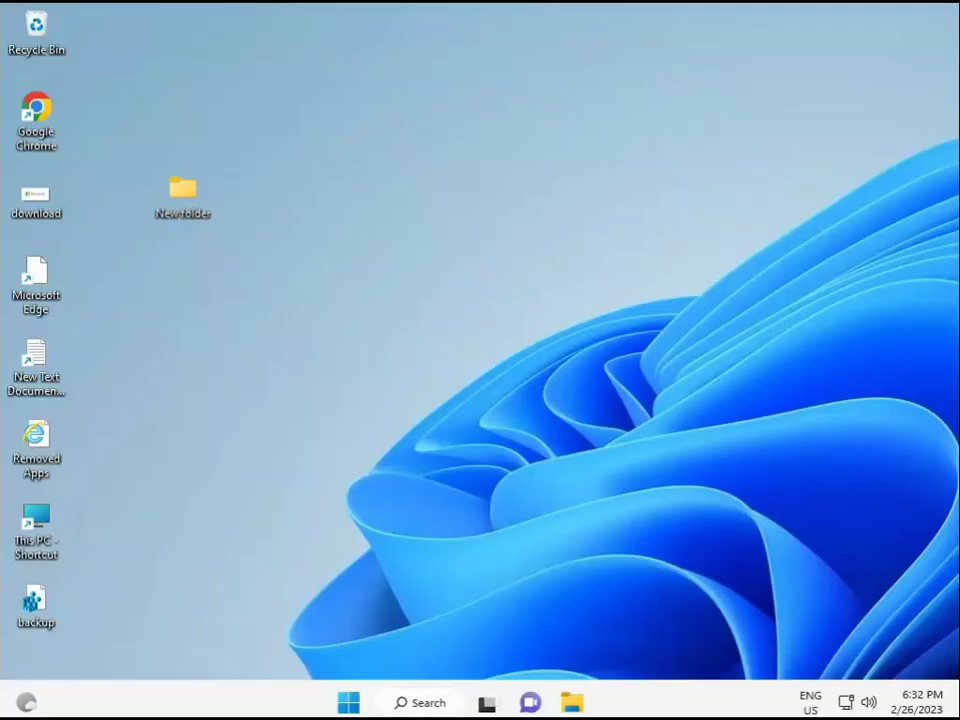 Recycle Bin
Google
Chrome
download
New folder
Microsoft
Edge
New Text
Documen...
Removed
Apps
This PC -
Shortcut
backup
Search
ENG
US
6:32 PM
2/26/2023